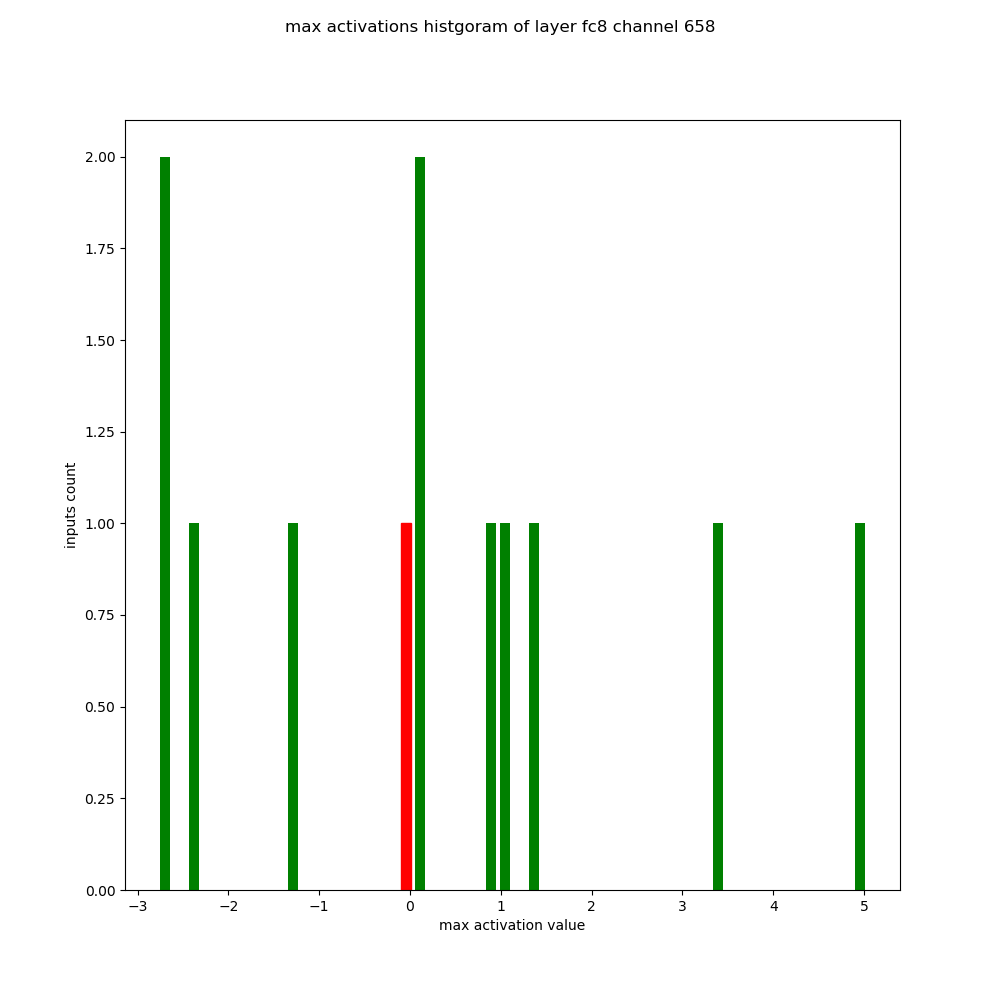 max activations histgoram of layer fc8 channel 658
2.00
1.75
1.50
1.25
1.00
0.75
0.50
0.25
0.00
inputs count
−3 −2 −1 0 1 2 3 4 5
max activation value